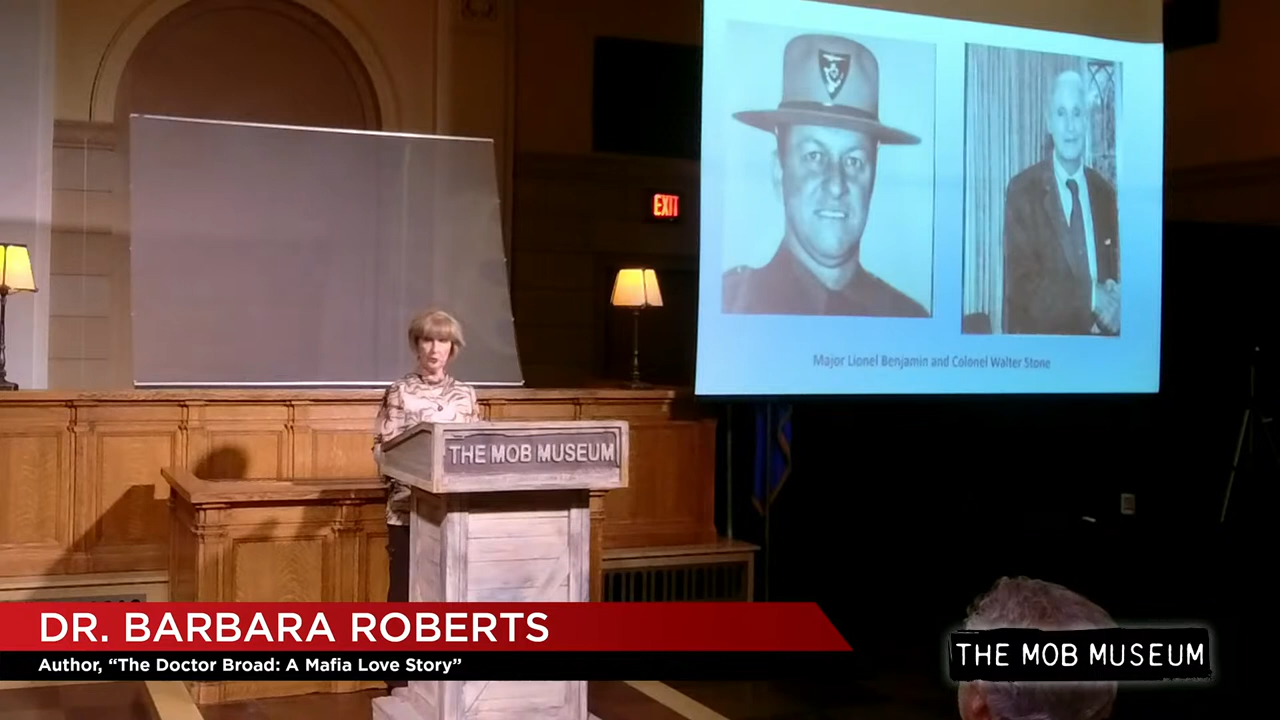 EXIT
Major Lionel Benjamin and Colonel Walter Stone
THE MOB MUSEUM
DR. BARBARA ROBERTS
Author, “The Doctor Broad: A Mafia Love Story”
THE MOB MUSEUM